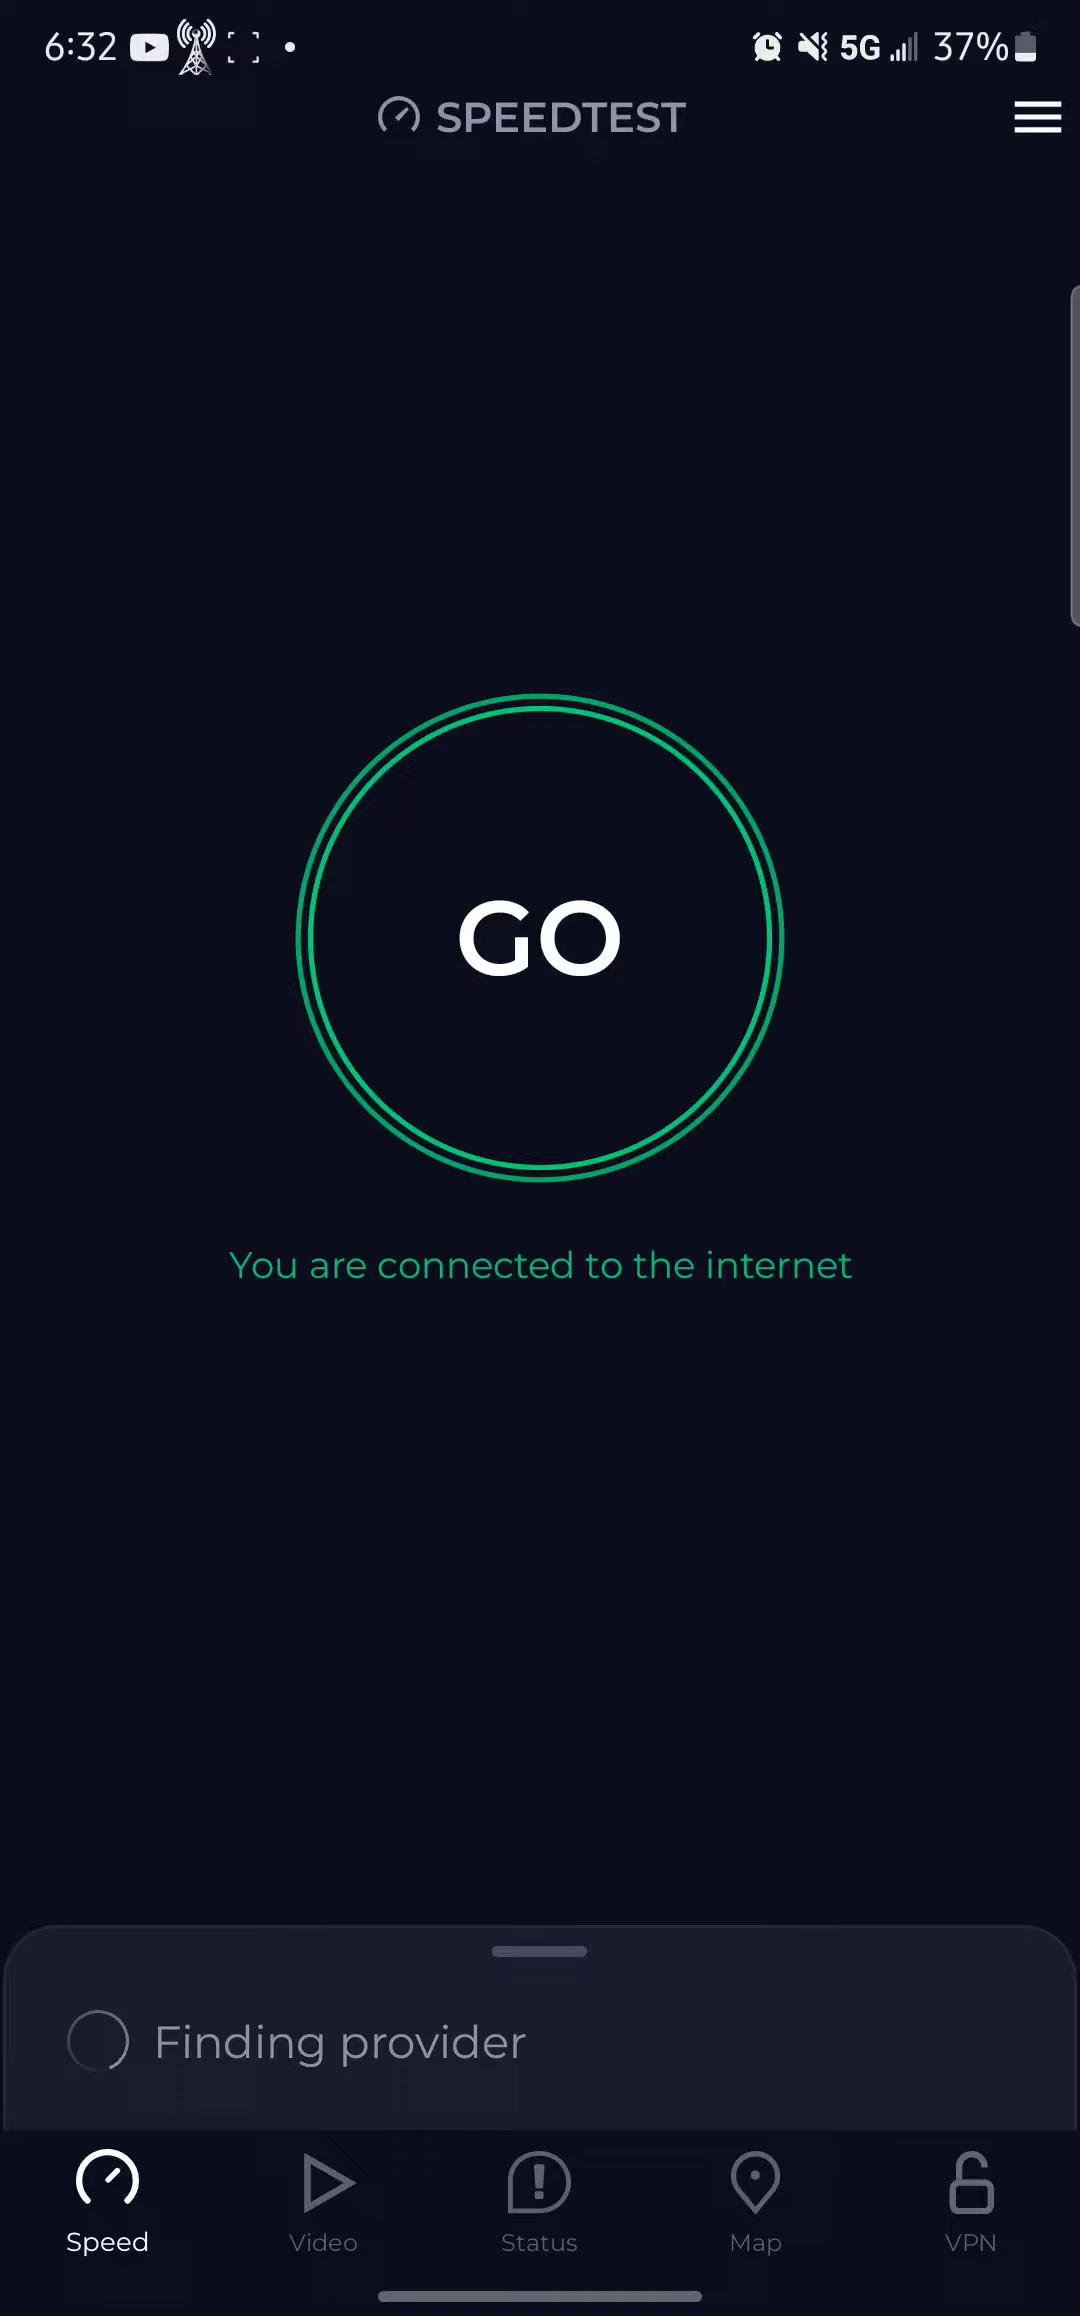 6:32 5G 37%
SPEEDTEST
GO
You are connected to the internet
Finding provider
Speed Video Status Map VPN